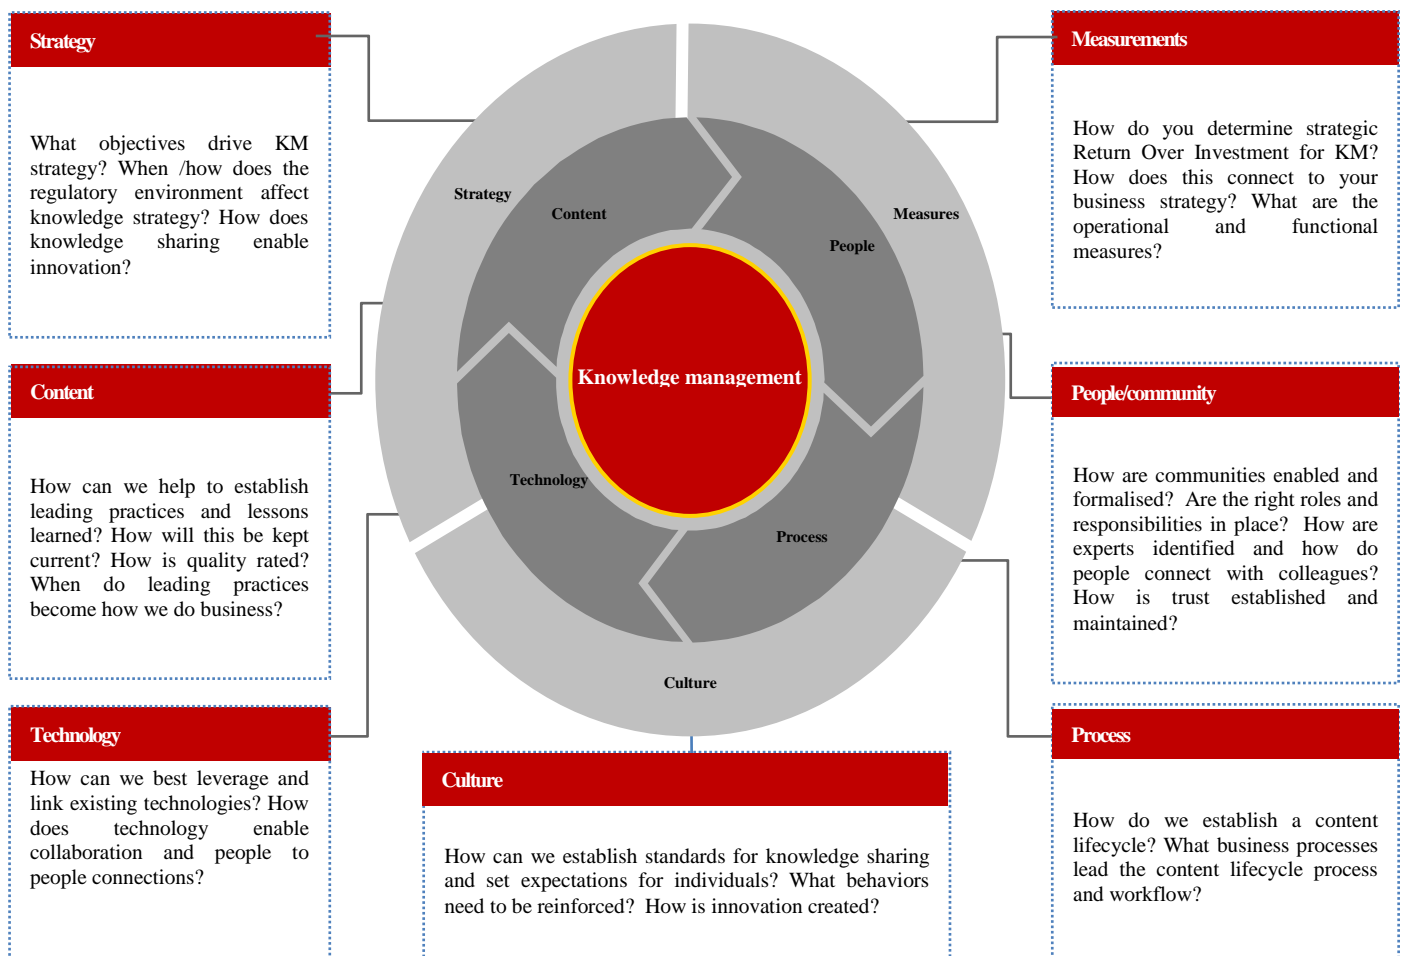 Strategy
What objectives drive KM
strategy? When /how does the
regulatory environment affect
knowledge strategy? How does
knowledge sharing enable
innovation?
Content
How can we help to establish
leading practices and lessons
learned? How will this be kept
current? How is quality rated?
When do leading practices
become how we do business?
Technology
How can we best leverage and
link existing technologies? How
does technology enable
collaboration and people to
people connections?
Strategy
Content
Measures
People
Knowledge management
Technology
Process
Culture
Culture
How can we establish standards for knowledge sharing
and set expectations for individuals? What behaviors
need to be reinforced?  How is innovation created?
Measurements
How do you determine strategic
Return Over Investment for KM?
How does this connect to your
business strategy? What are the
operational and functional
measures?
People/community
How are communities enabled and
formalised?  Are the right roles and
responsibilities in place?  How are
experts identified and how do
people connect with colleagues?
How is trust established and
maintained?
Process
How do we establish a content
lifecycle? What business processes
lead the content lifecycle process
and workflow?